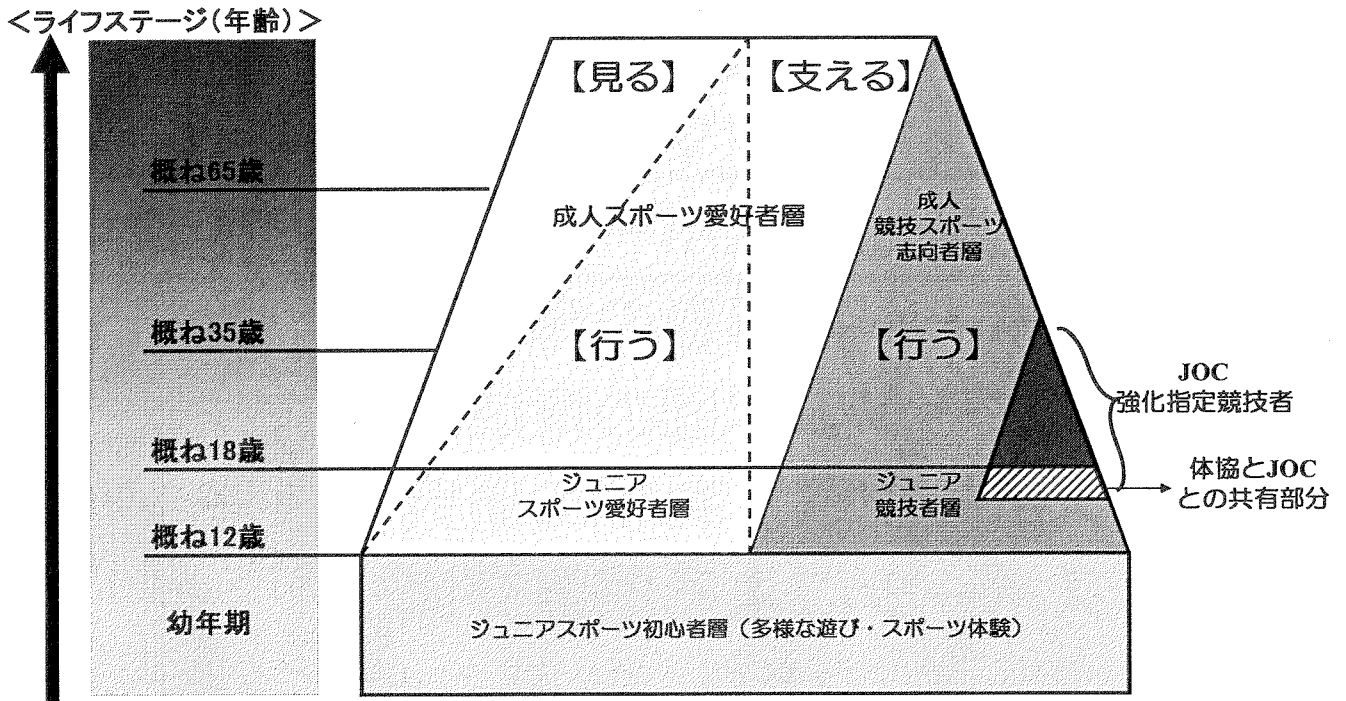 ＜ライフステージ(年齢)＞
【見る】
【支える】
概ね65歳
成人スポーツ愛好者層
成人
競技スポーツ
志向者層
概ね35歳
【行う】
【行う】
JOC
強化指定競技者
概ね18歳
ジュニア
スポーツ愛好者層
ジュニア
競技者層
体協とJOC
との共有部分
概ね12歳
幼年期
ジュニアスポーツ初心者層（多様な遊び・スポーツ体験）